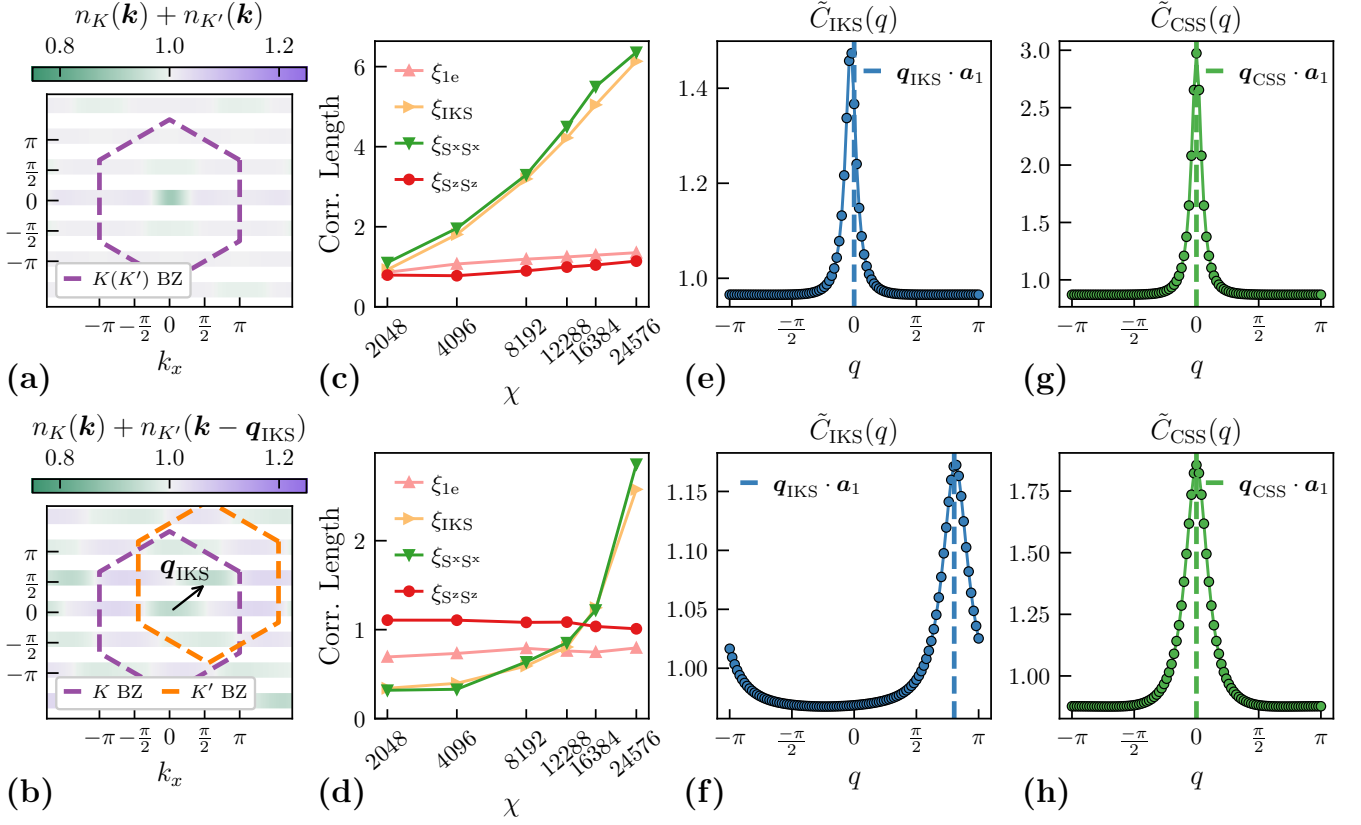 n_K(k) + n_K′(k)
0.8 1.0 1.2
π
π/2
0
−π/2
−π
K(K′) BZ
−π −π/2 0 π/2 π
k_x
(a)
6
4
2
0
Corr. Length
ξ_1e
ξ_IKS
ξ_SˣSˣ
ξ_SᶻSᶻ
2048 4096 8192 12288 16384 24576
χ
(c)
C̃_IKS(q)
1.4
1.2
1.0
q_IKS · a_1
−π −π/2 0 π/2 π
q
(e)
C̃_CSS(q)
3.0
2.5
2.0
1.5
1.0
q_CSS · a_1
−π −π/2 0 π/2 π
q
(g)
n_K(k) + n_K′(k − q_IKS)
0.8 1.0 1.2
π
π/2
0
−π/2
−π
q_IKS
K BZ K′ BZ
−π −π/2 0 π/2 π
k_x
(b)
2
1
0
Corr. Length
ξ_1e
ξ_IKS
ξ_SˣSˣ
ξ_SᶻSᶻ
2048 4096 8192 12288 16384 24576
χ
(d)
C̃_IKS(q)
1.15
1.10
1.05
1.00
q_IKS · a_1
−π −π/2 0 π/2 π
q
(f)
C̃_CSS(q)
1.75
1.50
1.25
1.00
q_CSS · a_1
−π −π/2 0 π/2 π
q
(h)